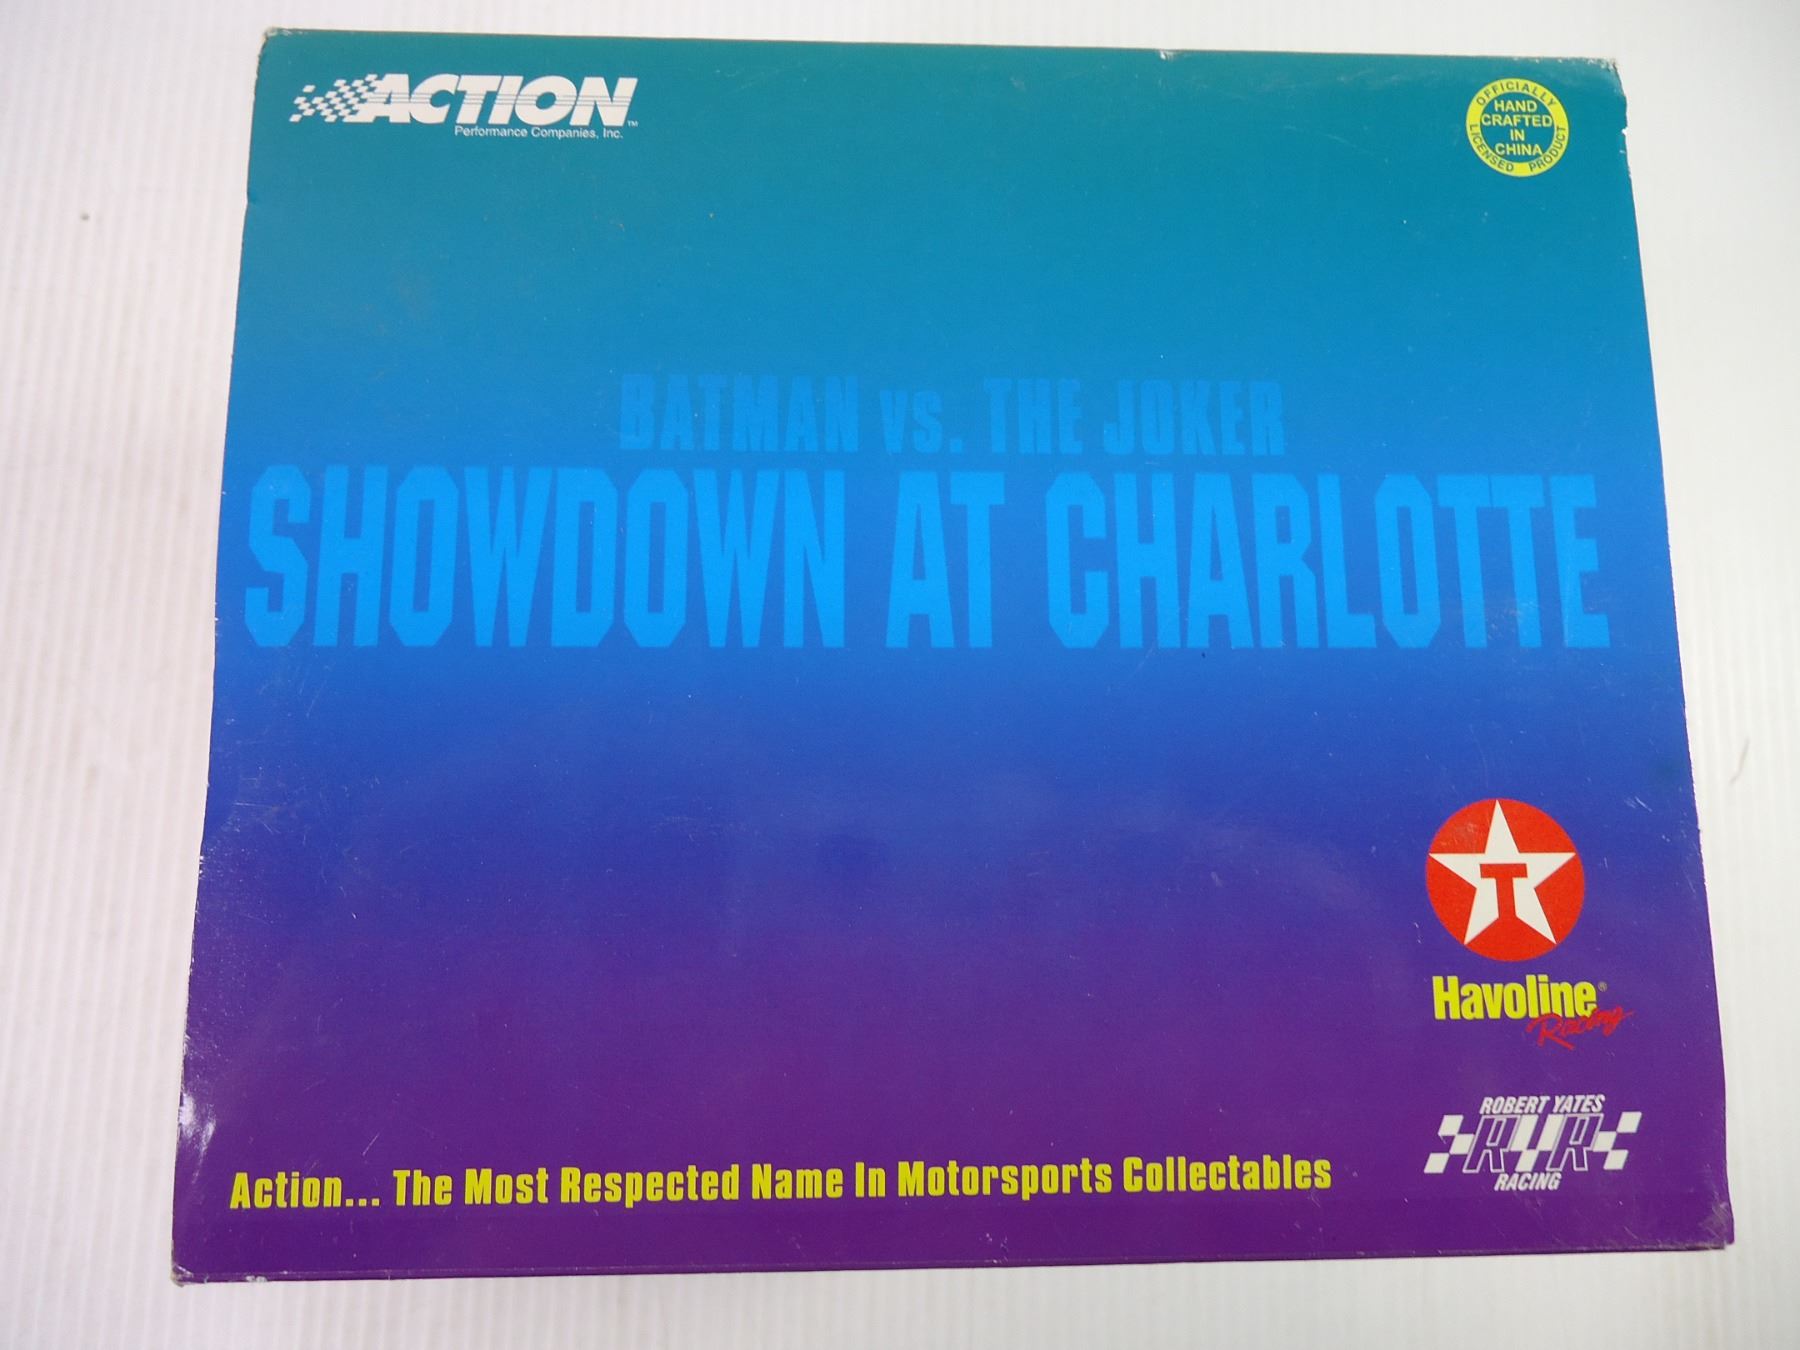 ACTION™
Performance Companies, Inc.
OFFICIALLY
HAND
CRAFTED
IN
CHINA
LICENSED PRODUCT
BATMAN vs. THE JOKER
SHOWDOWN AT CHARLOTTE
T
Havoline®
Racing
ROBERT YATES
RYR
RACING
Action... The Most Respected Name In Motorsports Collectables